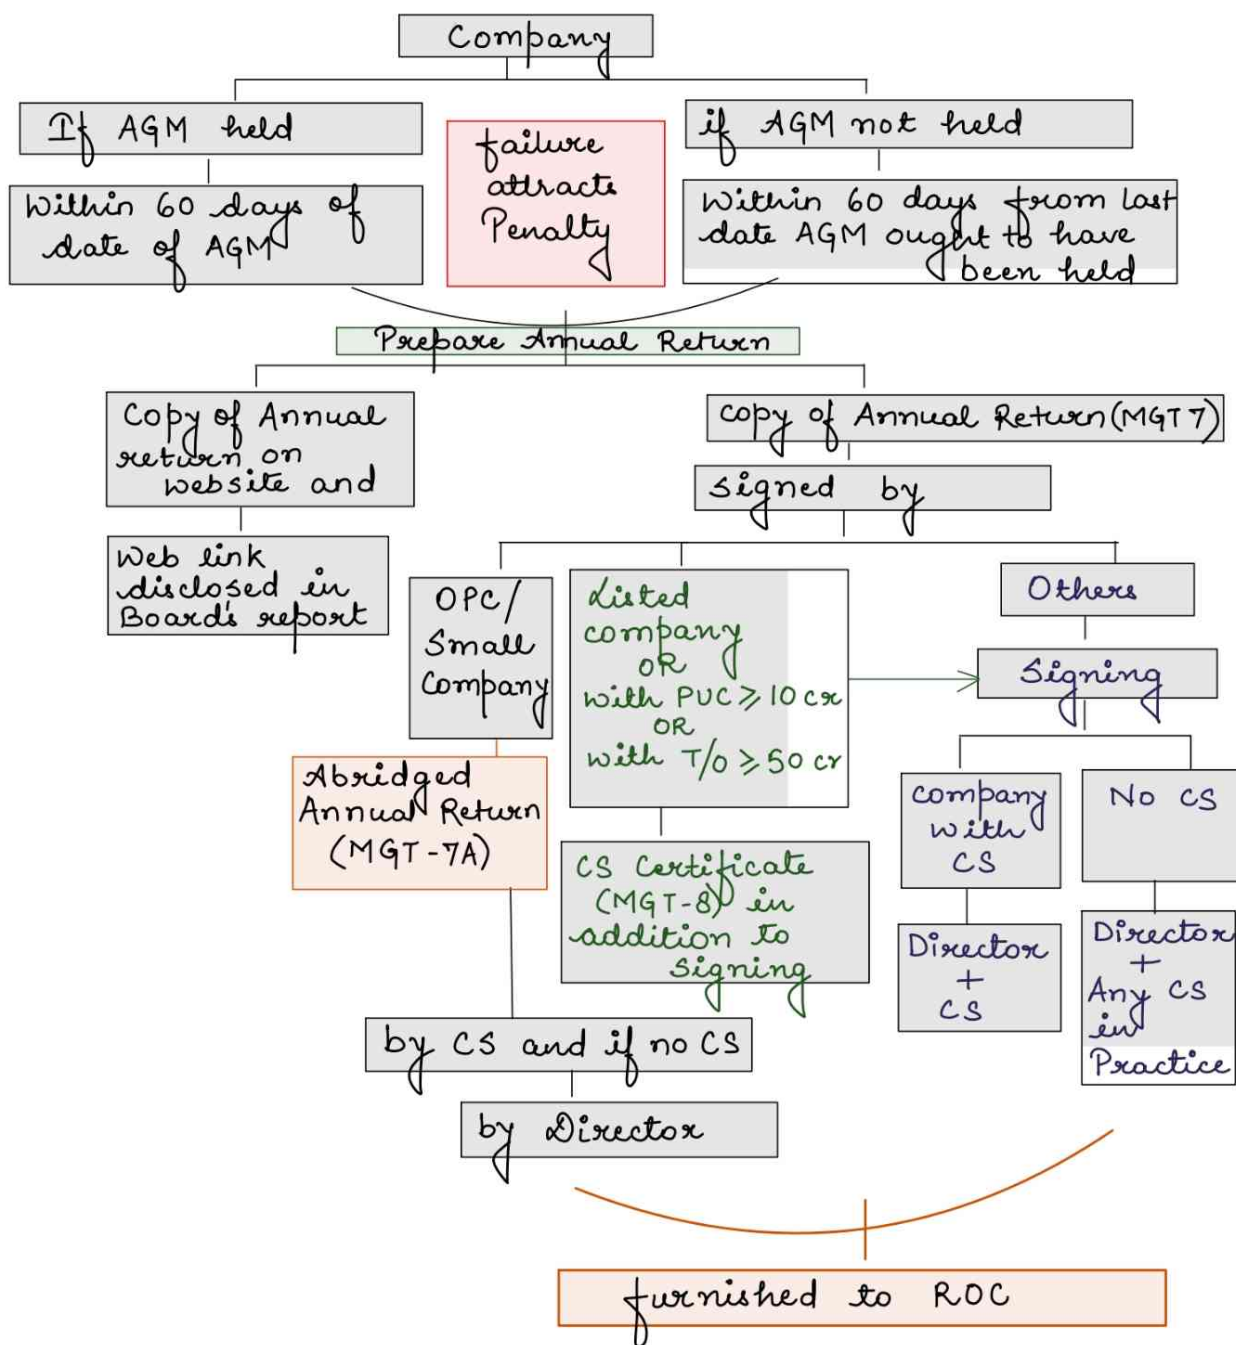 Company
If AGM held
Within 60 days of
date of AGM
failure
attracts
Penalty
if AGM not held
Within 60 days from last
date AGM ought to have
been held
Prepare Annual Return
Copy of Annual
return on
website and
Web link
disclosed in
Board's report
Copy of Annual Return (MGT 7)
Signed by
OPC/
Small
Company
Abridged
Annual Return
(MGT-7A)
by CS and if no CS
by Director
Listed
company
OR
with PUC ⩾ 10 cr
OR
with T/O ⩾ 50 cr
CS Certificate
(MGT-8) in
addition to
signing
Others
Signing
Company
with
CS
Director
+
CS
No CS
Director
+
Any CS
in
Practice
furnished to ROC